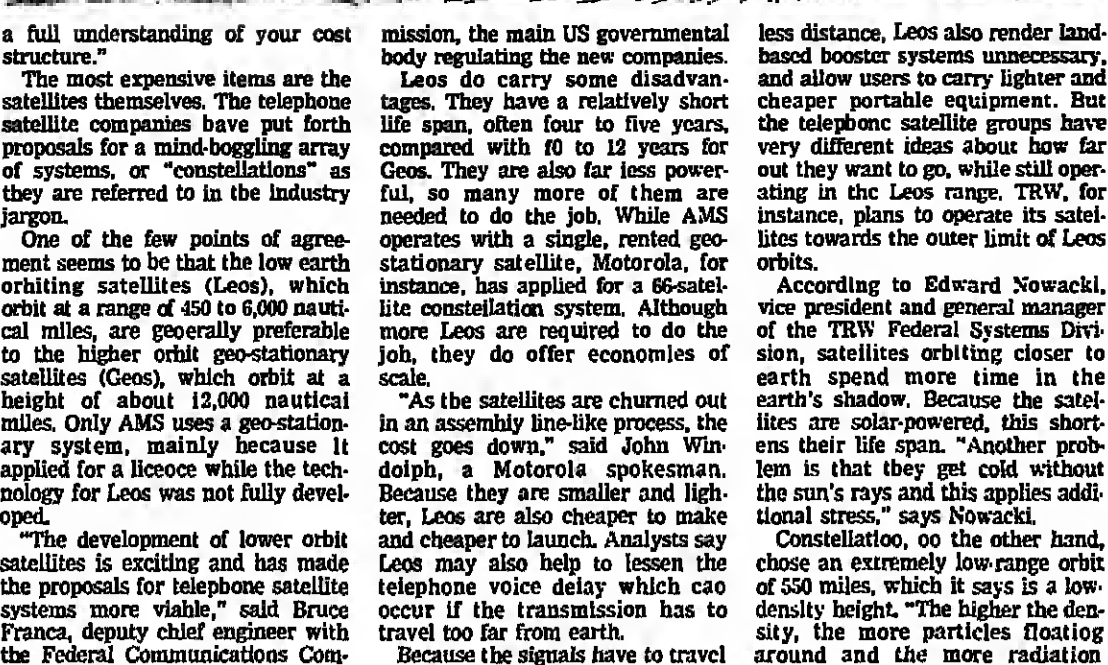 a full understanding of your cost
structure."
The most expensive items are the
satellites themselves. The telephone
satellite companies have put forth
proposals for a mind-boggling array
of systems, or "constellations" as
they are referred to in the industry
jargon.
One of the few points of agree-
ment seems to be that the low earth
orbiting satellites (Leos), which
orbit at a range of 450 to 6,000 nauti-
cal miles, are generally preferable
to the higher orbit geo-stationary
satellites (Geos), which orbit at a
height of about 12,000 nautical
miles. Only AMS uses a geo-station-
ary system, mainly because it
applied for a licence while the tech-
nology for Leos was not fully devel-
oped.
"The development of lower orbit
satellites is exciting and has made
the proposals for telephone satellite
systems more viable," said Bruce
Franca, deputy chief engineer with
the Federal Communications Com-
mission, the main US governmental
body regulating the new companies.
Leos do carry some disadvan-
tages. They have a relatively short
life span, often four to five years,
compared with 10 to 12 years for
Geos. They are also far less power-
ful, so many more of them are
needed to do the job. While AMS
operates with a single, rented geo-
stationary satellite, Motorola, for
instance, has applied for a 66-satel-
lite constellation system. Although
more Leos are required to do the
job, they do offer economies of
scale.
"As the satellites are churned out
in an assembly line-like process, the
cost goes down," said John Win-
dolph, a Motorola spokesman.
Because they are smaller and ligh-
ter, Leos are also cheaper to make
and cheaper to launch. Analysts say
Leos may also help to lessen the
telephone voice delay which can
occur if the transmission has to
travel too far from earth.
Because the signals have to travel
less distance, Leos also render land-
based booster systems unnecessary,
and allow users to carry lighter and
cheaper portable equipment. But
the telephone satellite groups have
very different ideas about how far
out they want to go, while still oper-
ating in the Leos range. TRW, for
instance, plans to operate its satel-
lites towards the outer limit of Leos
orbits.
According to Edward Nowacki,
vice president and general manager
of the TRW Federal Systems Divi-
sion, satellites orbiting closer to
earth spend more time in the
earth's shadow. Because the satel-
lites are solar-powered, this short-
ens their life span. "Another prob-
lem is that they get cold without
the sun's rays and this applies addi-
tional stress," says Nowacki.
Constellation, on the other hand,
chose an extremely low-range orbit
of 550 miles, which it says is a low-
density height. "The higher the den-
sity, the more particles floating
around and the more radiation